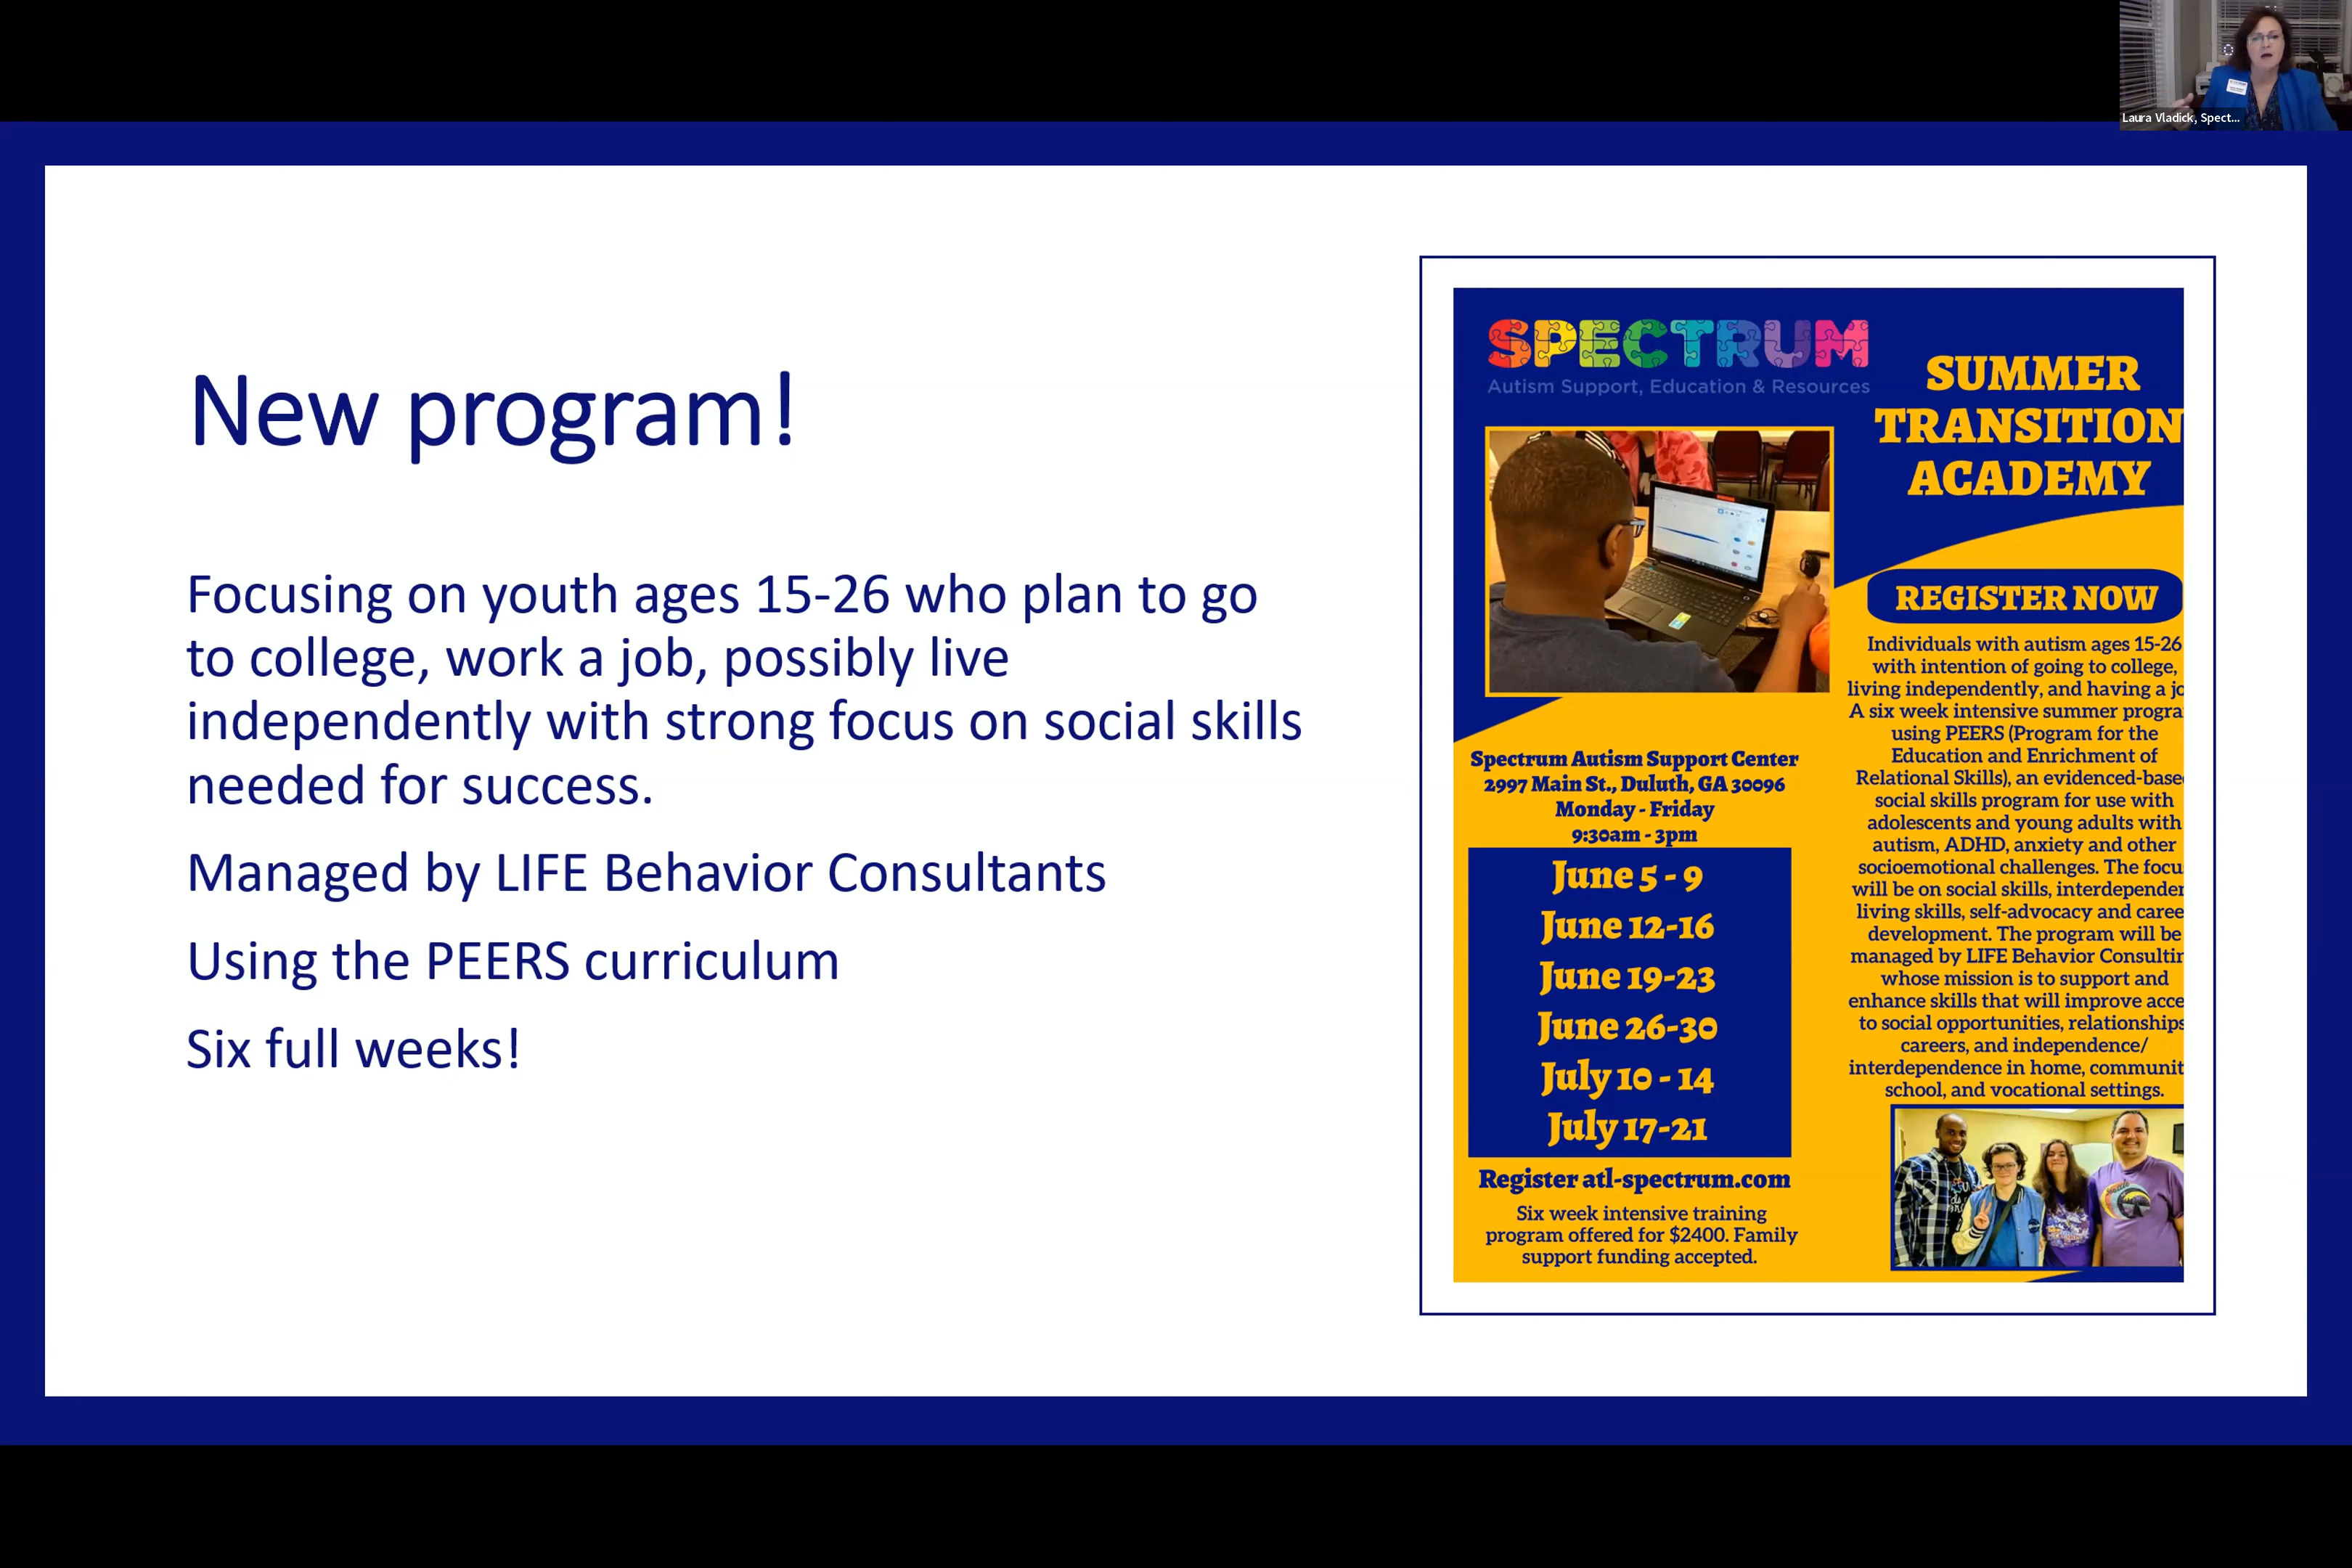 Laura Vladick, Spect...
New program!
Focusing on youth ages 15-26 who plan to go
to college, work a job, possibly live
independently with strong focus on social skills
needed for success.
Managed by LIFE Behavior Consultants
Using the PEERS curriculum
Six full weeks!
SPECTRUM
Autism Support, Education & Resources
SUMMER
TRANSITION
ACADEMY
REGISTER NOW
Individuals with autism ages 15-26
with intention of going to college,
living independently, and having a jo
A six week intensive summer progra
using PEERS (Program for the
Education and Enrichment of
Relational Skills), an evidenced-base
social skills program for use with
adolescents and young adults with
autism, ADHD, anxiety and other
socioemotional challenges. The focu
will be on social skills, interdependen
living skills, self-advocacy and caree
development. The program will be
managed by LIFE Behavior Consultin
whose mission is to support and
enhance skills that will improve acce
to social opportunities, relationships
careers, and independence/
interdependence in home, communit
school, and vocational settings.
Spectrum Autism Support Center
2997 Main St., Duluth, GA 30096
Monday - Friday
9:30am - 3pm
June 5 - 9
June 12-16
June 19-23
June 26-30
July 10 - 14
July 17-21
Register atl-spectrum.com
Six week intensive training
program offered for $2400. Family
support funding accepted.